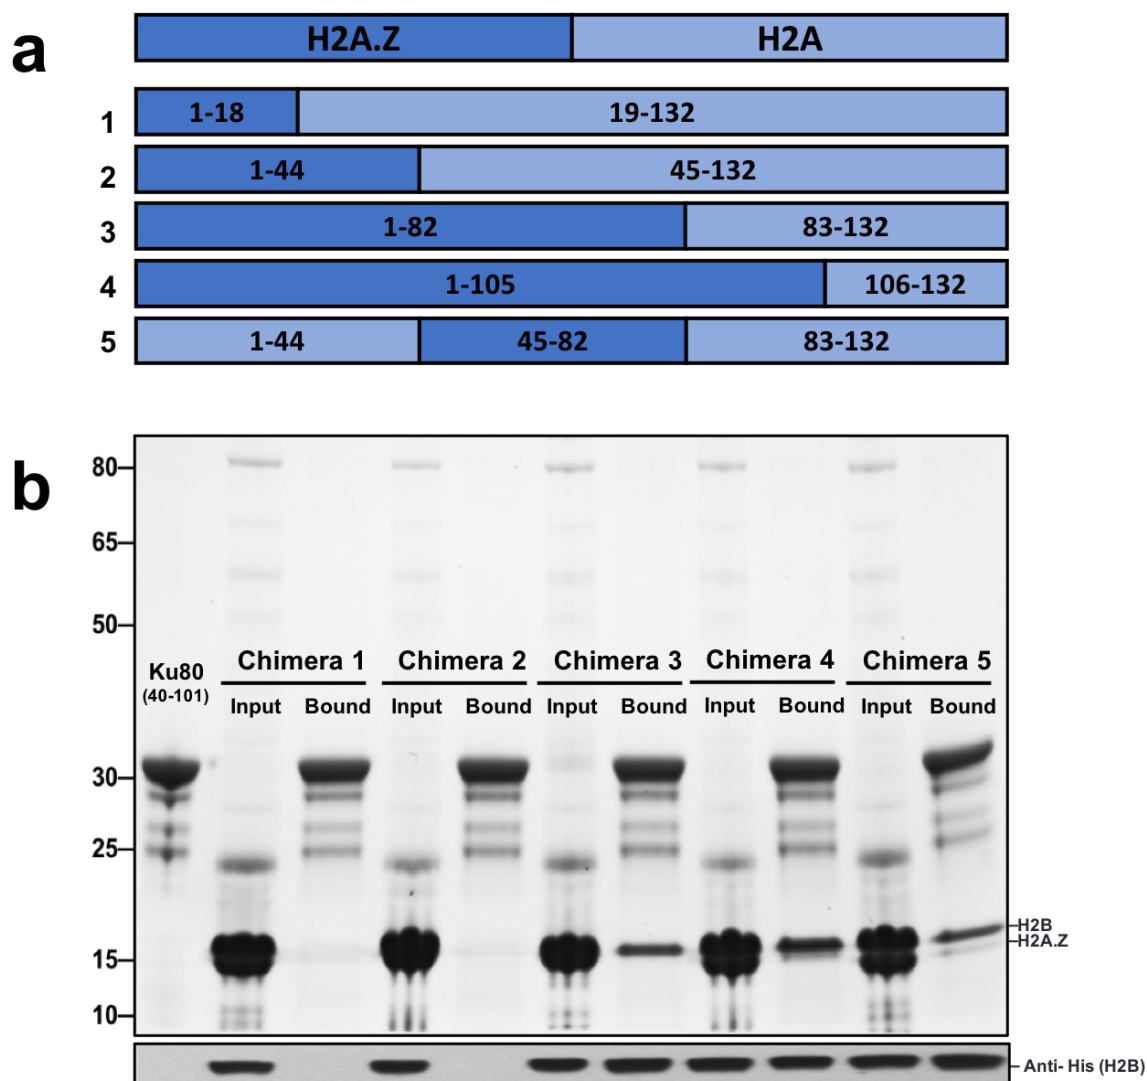 a
H2A.Z H2A
1 1-18 19-132
2 1-44 45-132
3 1-82 83-132
4 1-105 106-132
5 1-44 45-82 83-132
b
80
65
50
Ku80
(40-101)
Chimera 1 Chimera 2 Chimera 3 Chimera 4 Chimera 5
Input Bound Input Bound Input Bound Input Bound Input Bound
30
25
H2B
H2A.Z
15
10
Anti- His (H2B)